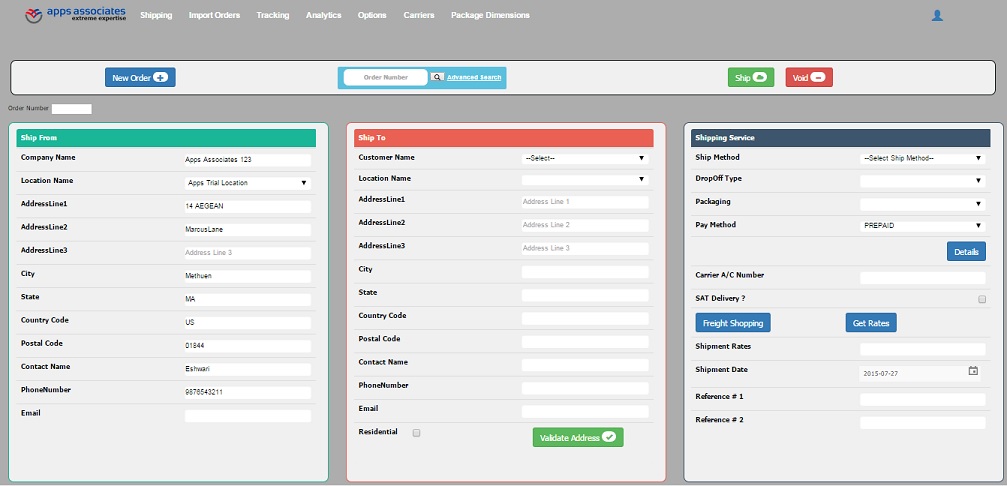 apps associates
extreme expertise
Shipping Import Orders Tracking Analytics Options Carriers Package Dimensions
New Order Order Number Advanced Search Ship Void
Order Number
Ship From
Company Name Apps Associates 123
Location Name Apps Trial Location
AddressLine1 14 AEGEAN
AddressLine2 MarcusLane
AddressLine3 Address Line 3
City Methuen
State MA
Country Code US
Postal Code 01844
Contact Name Eshwari
PhoneNumber 9876543211
Email
Ship To
Customer Name --Select--
Location Name
AddressLine1 Address Line 1
AddressLine2 Address Line 2
AddressLine3 Address Line 3
City
State
Country Code
Postal Code
Contact Name
PhoneNumber
Email
Residential Validate Address
Shipping Service
Ship Method --Select Ship Method--
DropOff Type
Packaging
Pay Method PREPAID
Details
Carrier A/C Number
SAT Delivery ?
Freight Shopping Get Rates
Shipment Rates
Shipment Date 2015-07-27
Reference # 1
Reference # 2